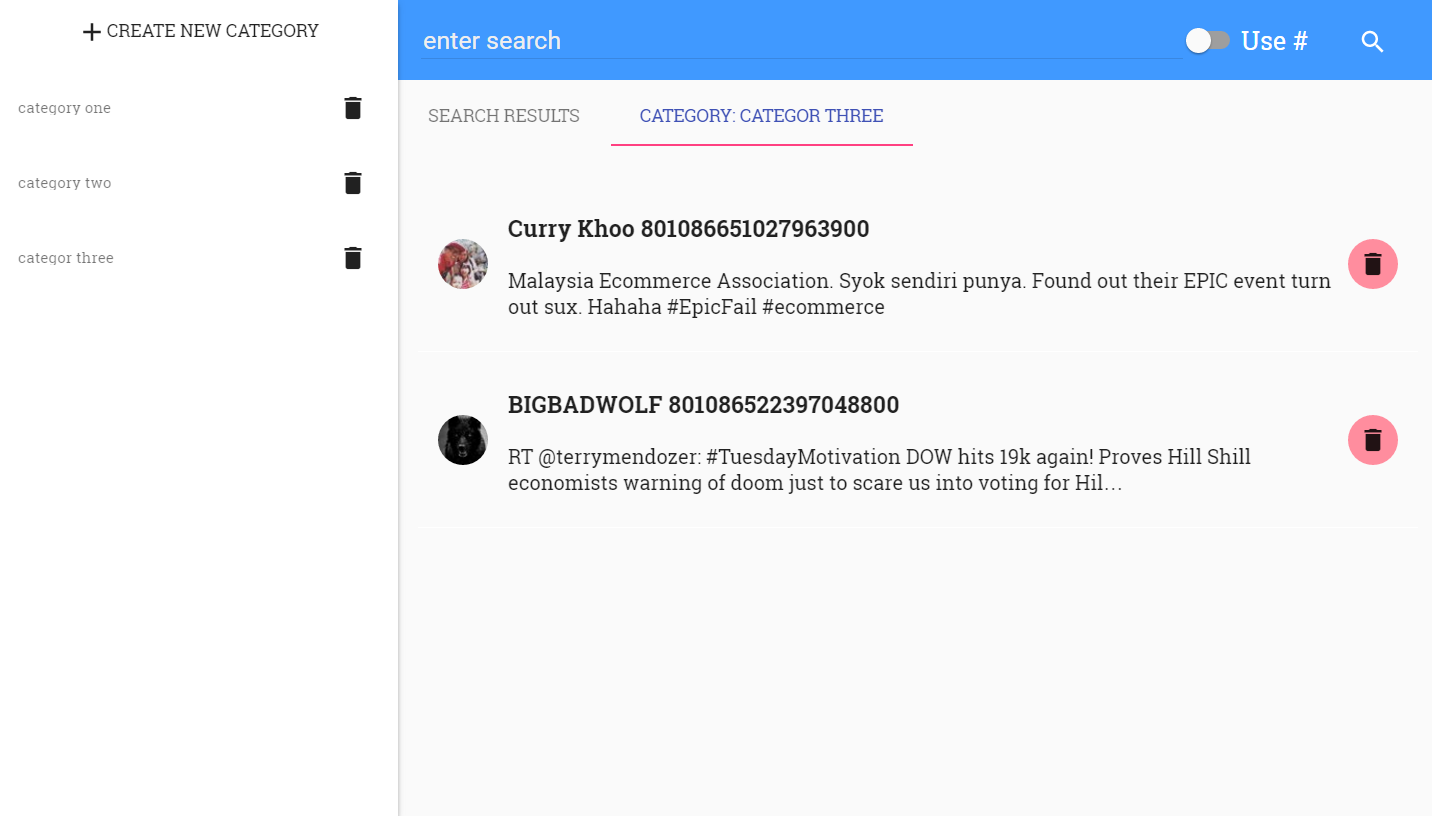 CREATE NEW CATEGORY
category one
category two
categor three
enter search
Use #
SEARCH RESULTS
CATEGORY: CATEGOR THREE
Curry Khoo 801086651027963900
Malaysia Ecommerce Association. Syok sendiri punya. Found out their EPIC event turn
out sux. Hahaha #EpicFail #ecommerce
BIGBADWOLF 801086522397048800
RT @terrymendozer: #TuesdayMotivation DOW hits 19k again! Proves Hill Shill
economists warning of doom just to scare us into voting for Hil…